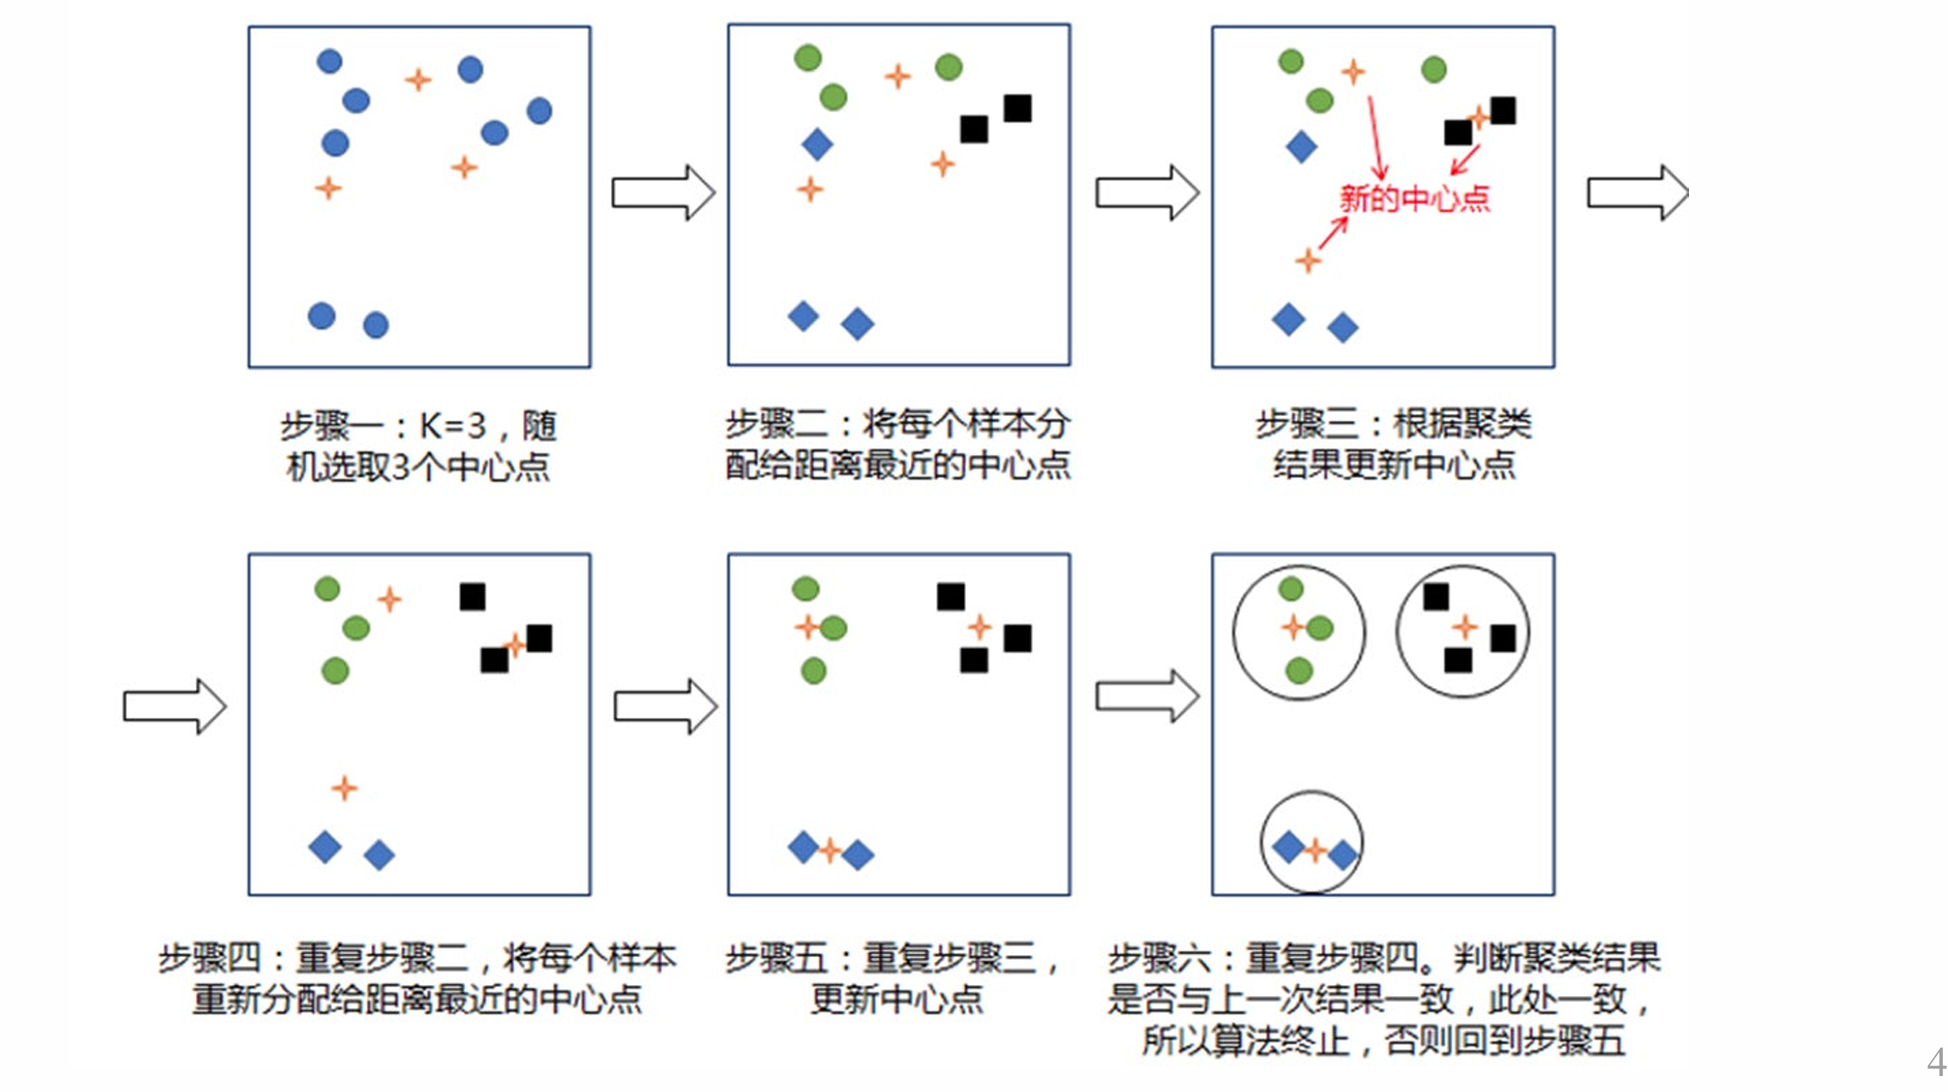 新的中心点
步骤一：K=3，随
机选取3个中心点
步骤二：将每个样本分
配给距离最近的中心点
步骤三：根据聚类
结果更新中心点
步骤四：重复步骤二，将每个样本
重新分配给距离最近的中心点
步骤五：重复步骤三，
更新中心点
步骤六：重复步骤四。判断聚类结果
是否与上一次结果一致，此处一致，
所以算法终止，否则回到步骤五
4